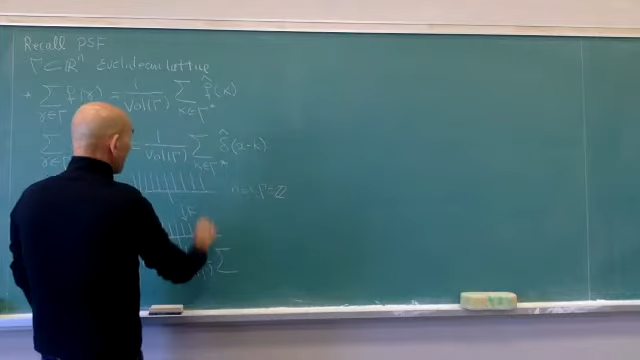 Recall PSF
Γ ⊂ ℝⁿ Euclidean lattice
* ∑_{γ∈Γ} f(γ) = 1/Vol(Γ) ∑_{κ∈Γ*} f̂(κ)
∑_{γ∈Γ} = 1/Vol(Γ) ∑_{κ∈Γ*} δ̂(x-κ)
n=1, Γ=ℤ
∑